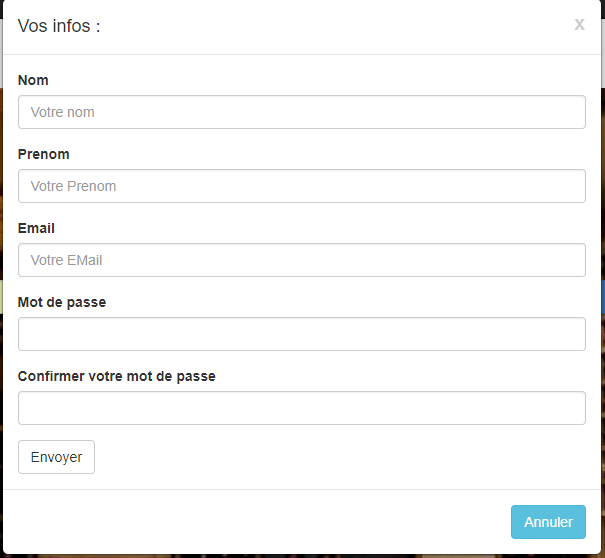 Vos infos :
x
Nom
Votre nom
Prenom
Votre Prenom
Email
Votre EMail
Mot de passe
Confirmer votre mot de passe
Envoyer
Annuler